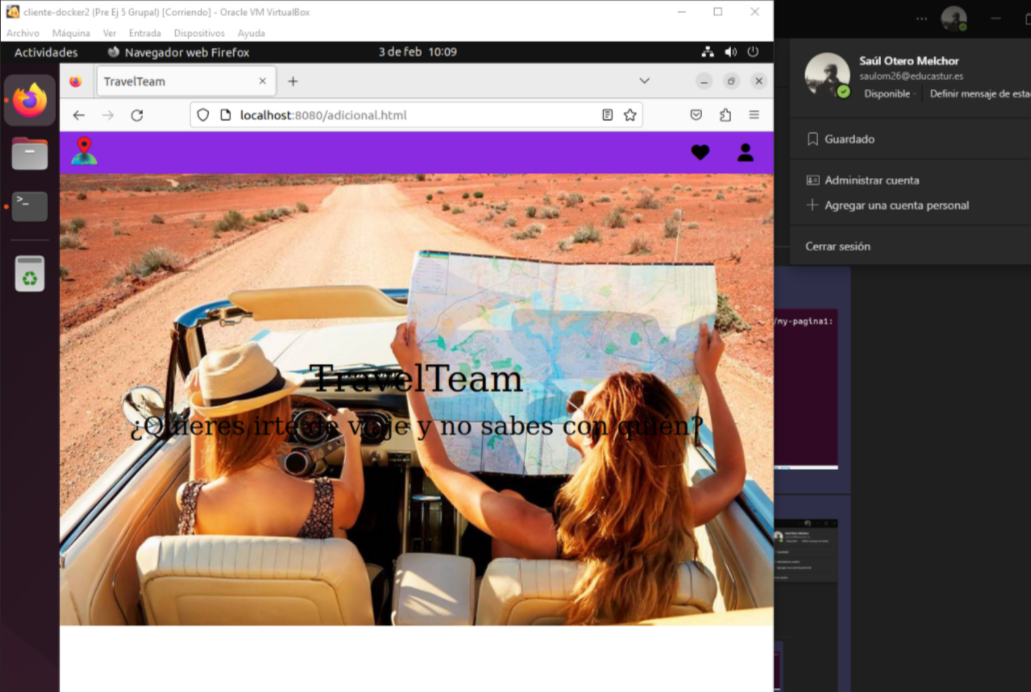 cliente-docker2 (Pre Ej 5 Grupal) [Corriendo] - Oracle VM VirtualBox
Archivo Máquina Ver Entrada Dispositivos Ayuda
Actividades Navegador web Firefox 3 de feb 10:09
TravelTeam
localhost:8080/adicional.html
TravelTeam
¿Quieres irte de viaje y no sabes con quien?
Saúl Otero Melchor
saulom26@educastur.es
Disponible Definir mensaje de esta
Guardado
Administrar cuenta
Agregar una cuenta personal
Cerrar sesión
/my-pagina1: